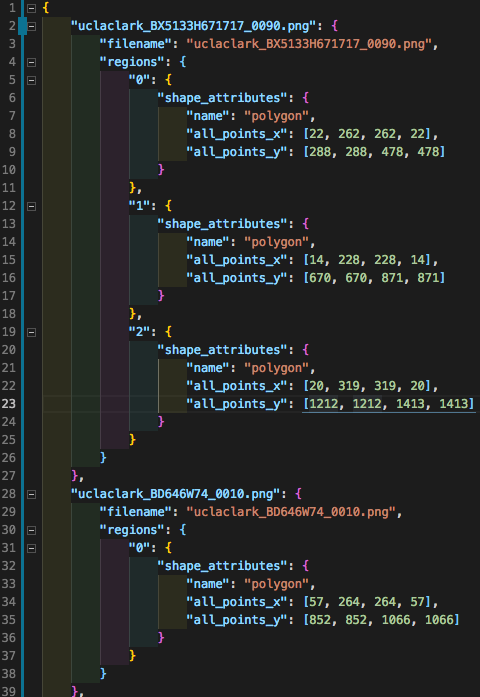 1 {
2 "uclaclark_BX5133H671717_0090.png": {
3 "filename": "uclaclark_BX5133H671717_0090.png",
4 "regions": {
5 "0": {
6 "shape_attributes": {
7 "name": "polygon",
8 "all_points_x": [22, 262, 262, 22],
9 "all_points_y": [288, 288, 478, 478]
10 }
11 },
12 "1": {
13 "shape_attributes": {
14 "name": "polygon",
15 "all_points_x": [14, 228, 228, 14],
16 "all_points_y": [670, 670, 871, 871]
17 }
18 },
19 "2": {
20 "shape_attributes": {
21 "name": "polygon",
22 "all_points_x": [20, 319, 319, 20],
23 "all_points_y": [1212, 1212, 1413, 1413]
24 }
25 }
26 }
27 },
28 "uclaclark_BD646W74_0010.png": {
29 "filename": "uclaclark_BD646W74_0010.png",
30 "regions": {
31 "0": {
32 "shape_attributes": {
33 "name": "polygon",
34 "all_points_x": [57, 264, 264, 57],
35 "all_points_y": [852, 852, 1066, 1066]
36 }
37 }
38 }
39 },